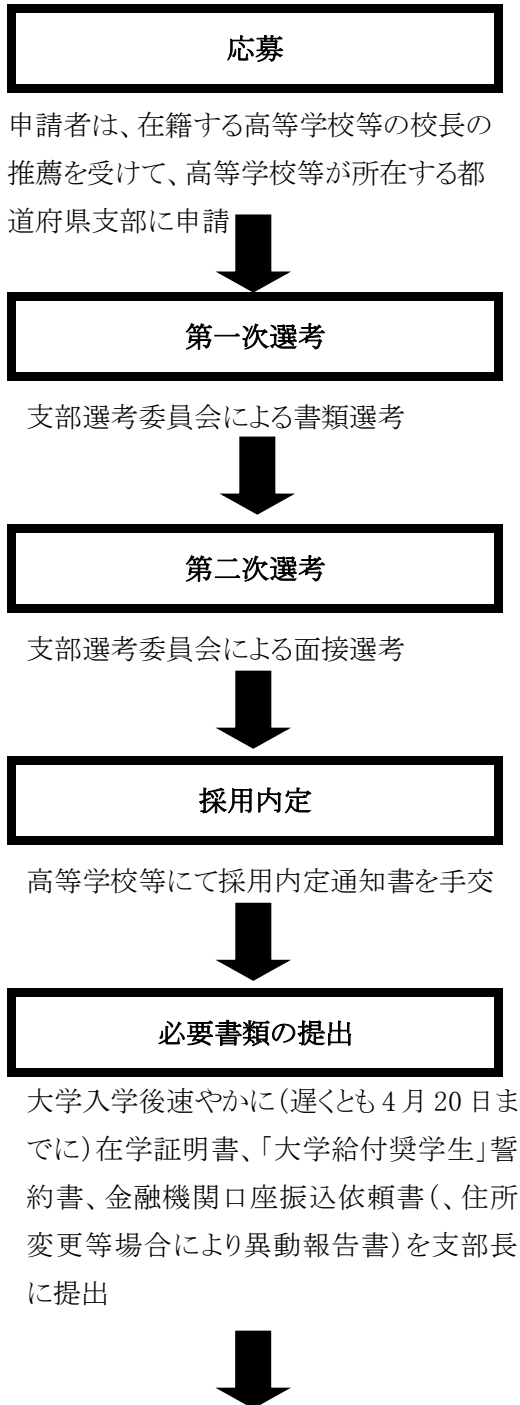 応募
申請者は、在籍する高等学校等の校長の
推薦を受けて、高等学校等が所在する都
道府県支部に申請
第一次選考
支部選考委員会による書類選考
第二次選考
支部選考委員会による面接選考
採用内定
高等学校等にて採用内定通知書を手交
必要書類の提出
大学入学後速やかに(遅くとも4月20日ま
でに)在学証明書、「大学給付奨学生」誓
約書、金融機関口座振込依頼書(、住所
変更等場合により異動報告書)を支部長
に提出